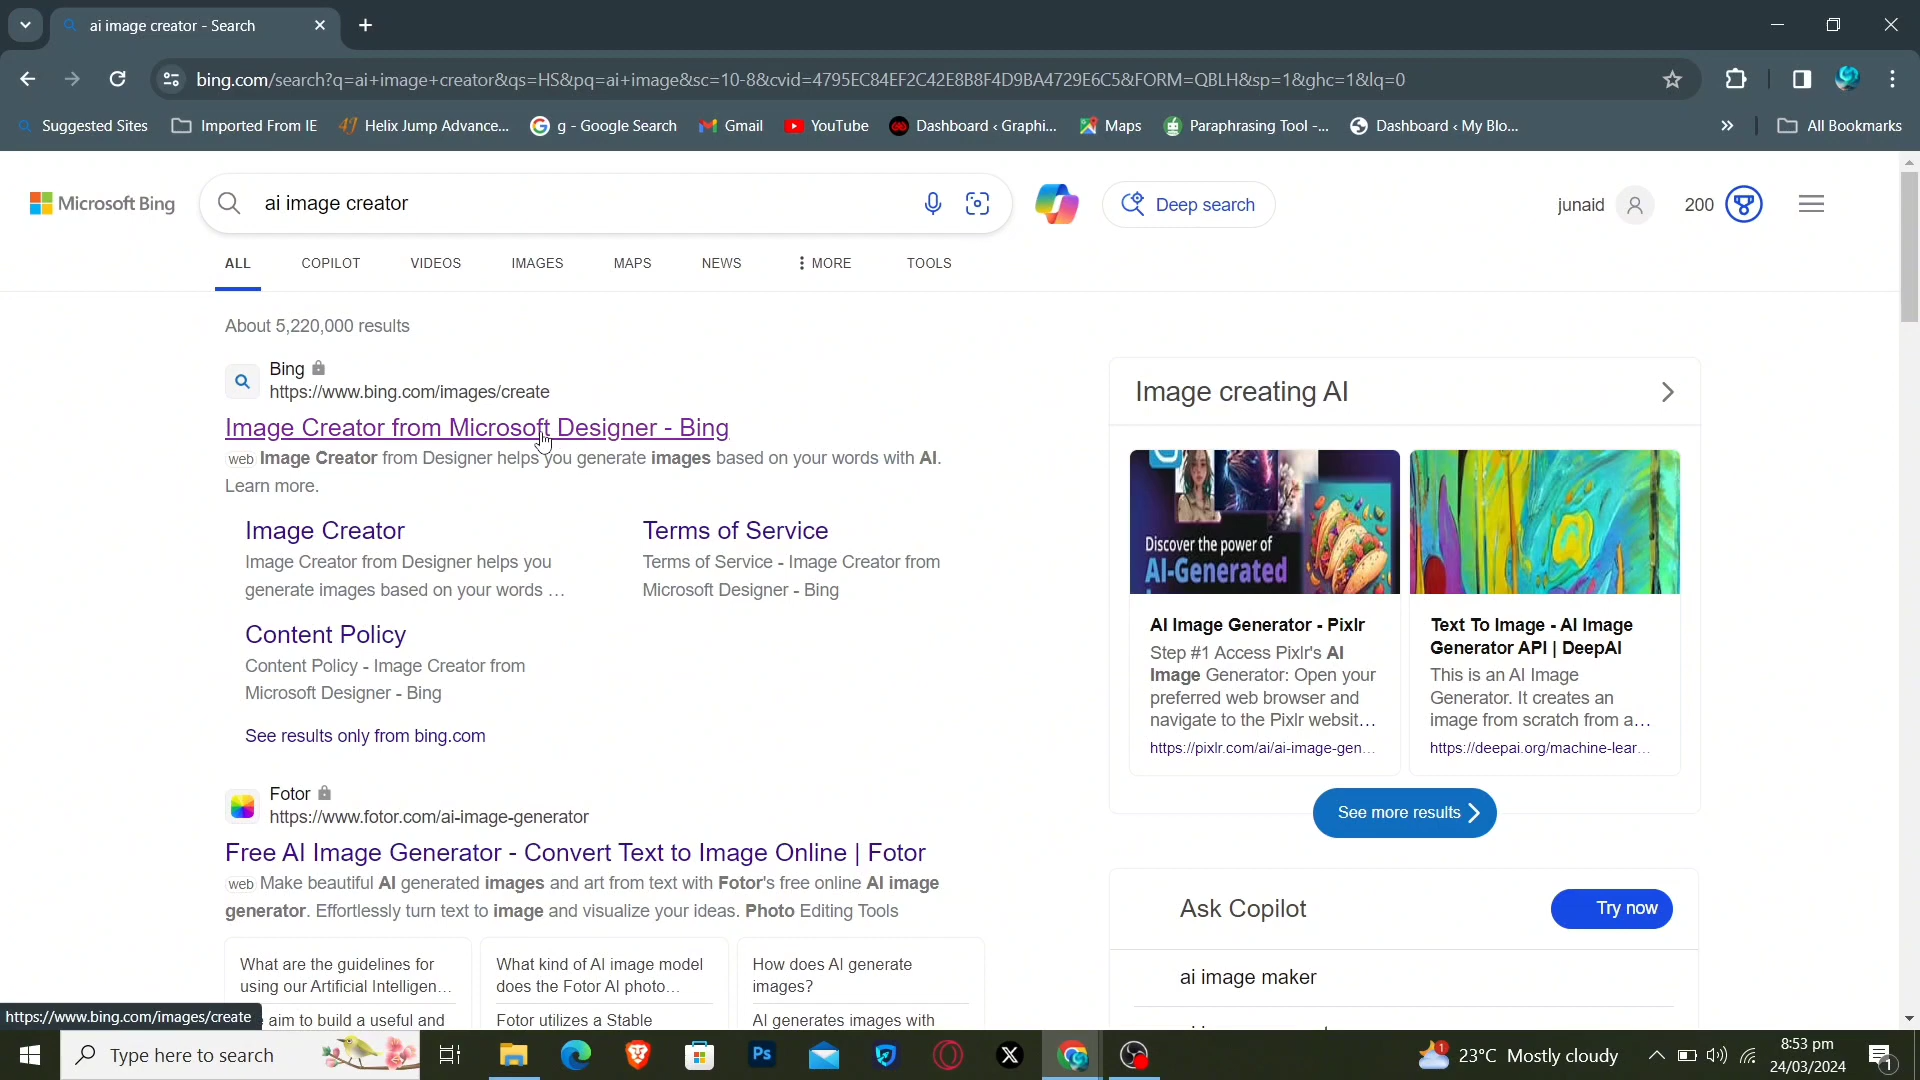 ai image creator - Search
bing.com/search?q=ai+image+creator&qs=HS&pq=ai+image&sc=10-8&cvid=4795EC84EF2C42E8B8F4D9BA4729E6C5&FORM=QBLH&sp=1&ghc=1&lq=0
Suggested Sites Imported From IE Helix Jump Advance... g - Google Search Gmail YouTube Dashboard ‹ Graphi... Maps Paraphrasing Tool -... Dashboard ‹ My Blo... » All Bookmarks
Microsoft Bing ai image creator Deep search junaid 200
ALL COPILOT VIDEOS IMAGES MAPS NEWS MORE TOOLS
About 5,220,000 results
Bing
https://www.bing.com/images/create
Image Creator from Microsoft Designer - Bing
web Image Creator from Designer helps you generate images based on your words with AI.
Learn more.
Image Creator
Image Creator from Designer helps you
generate images based on your words ...
Terms of Service
Terms of Service - Image Creator from
Microsoft Designer - Bing
Content Policy
Content Policy - Image Creator from
Microsoft Designer - Bing
See results only from bing.com
Fotor
https://www.fotor.com/ai-image-generator
Free AI Image Generator - Convert Text to Image Online | Fotor
web Make beautiful AI generated images and art from text with Fotor's free online AI image
generator. Effortlessly turn text to image and visualize your ideas. Photo Editing Tools
What are the guidelines for
using our Artificial Intelligen...
aim to build a useful and
What kind of AI image model
does the Fotor AI photo...
Fotor utilizes a Stable
How does AI generate
images?
AI generates images with
Image creating AI
Discover the power of
AI-Generated
AI Image Generator - Pixlr
Step #1 Access Pixlr's AI
Image Generator: Open your
preferred web browser and
navigate to the Pixlr websit...
https://pixlr.com/ai/ai-image-gen...
Text To Image - AI Image
Generator API | DeepAI
This is an AI Image
Generator. It creates an
image from scratch from a...
https://deepai.org/machine-lear...
See more results
Ask Copilot Try now
ai image maker
https://www.bing.com/images/create
Type here to search
Ps
23°C Mostly cloudy
8:53 pm
24/03/2024
1
1